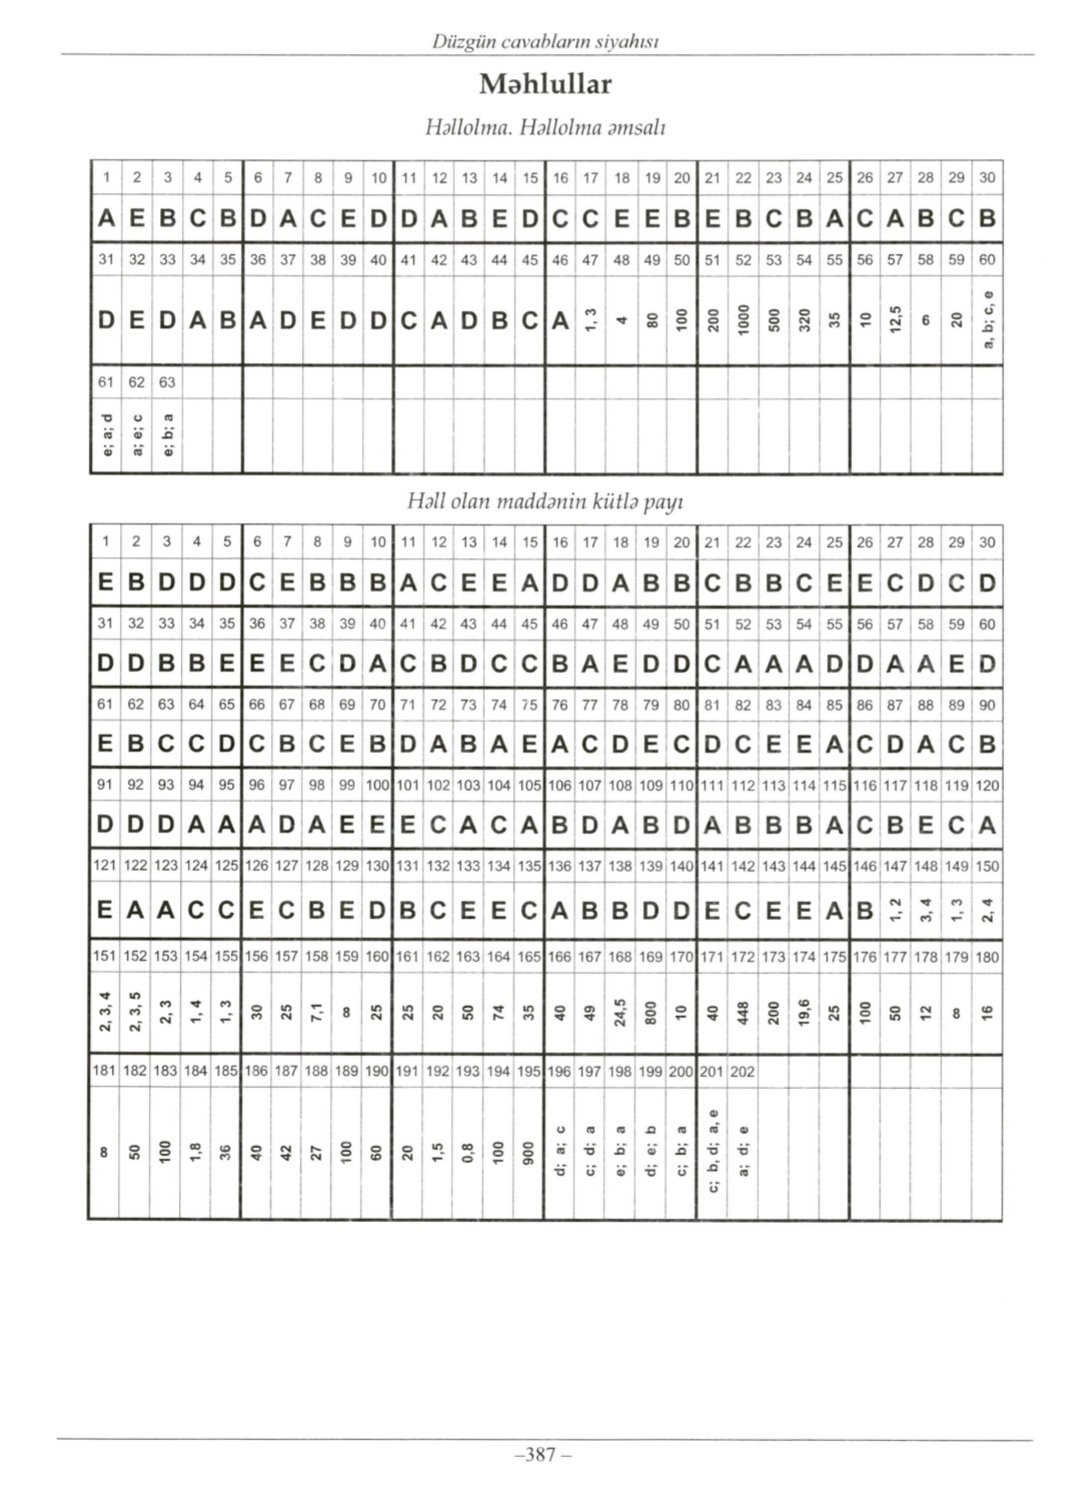 Düzgün cavabların siyahısı
Məhlullar
Həllolma. Həllolma əmsalı
1 2 3 4 5 6 7 8 9 10 11 12 13 14 15 16 17 18 19 20 21 22 23 24 25 26 27 28 29 30
A E B C B D A C E D D A B E D C C E E B E B C B A C A B C B
31 32 33 34 35 36 37 38 39 40 41 42 43 44 45 46 47 48 49 50 51 52 53 54 55 56 57 58 59 60
D E D A B A D E D D C A D B C A 1, 3 4 80 100 200 1000 500 320 35 10 12,5 6 20 a, b; c, e
61 62 63
e; a; d a; e; c e; b; a
Həll olan maddənin kütlə payı
1 2 3 4 5 6 7 8 9 10 11 12 13 14 15 16 17 18 19 20 21 22 23 24 25 26 27 28 29 30
E B D D D C E B B B A C E E A D D A B B C B B C E E C D C D
31 32 33 34 35 36 37 38 39 40 41 42 43 44 45 46 47 48 49 50 51 52 53 54 55 56 57 58 59 60
D D B B E E E C D A C B D C C B A E D D C A A A D D A A E D
61 62 63 64 65 66 67 68 69 70 71 72 73 74 75 76 77 78 79 80 81 82 83 84 85 86 87 88 89 90
E B C C D C B C E B D A B A E A C D E C D C E E A C D A C B
91 92 93 94 95 96 97 98 99 100 101 102 103 104 105 106 107 108 109 110 111 112 113 114 115 116 117 118 119 120
D D D A A A D A E E E C A C A B D A B D A B B B A C B E C A
121 122 123 124 125 126 127 128 129 130 131 132 133 134 135 136 137 138 139 140 141 142 143 144 145 146 147 148 149 150
E A A C C E C B E D B C E E C A B B D D E C E E A B 1, 2 3, 4 1, 3 2, 4
151 152 153 154 155 156 157 158 159 160 161 162 163 164 165 166 167 168 169 170 171 172 173 174 175 176 177 178 179 180
2, 3, 4 2, 3, 5 2, 3 1, 4 1, 3 30 25 7,1 8 25 25 20 50 74 35 40 49 24,5 800 10 40 448 200 19,6 25 100 50 12 8 16
181 182 183 184 185 186 187 188 189 190 191 192 193 194 195 196 197 198 199 200 201 202
8 50 100 1,8 36 40 42 27 100 60 20 1,5 0,8 100 900 d; a; c c; d; a e; b; a d; e; b c; b; a c; b, d; a, e a; d; e
–387 –